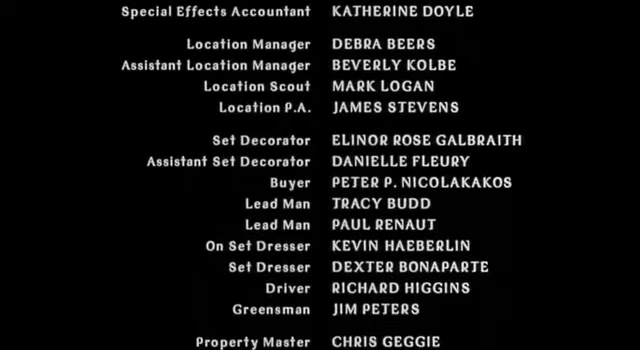 Special Effects Accountant KATHERINE DOYLE
Location Manager DEBRA BEERS
Assistant Location Manager BEVERLY KOLBE
Location Scout MARK LOGAN
Location P.A. JAMES STEVENS
Set Decorator ELINOR ROSE GALBRAITH
Assistant Set Decorator DANIELLE FLEURY
Buyer PETER P. NICOLAKAKOS
Lead Man TRACY BUDD
Lead Man PAUL RENAUT
On Set Dresser KEVIN HAEBERLIN
Set Dresser DEXTER BONAPARTE
Driver RICHARD HIGGINS
Greensman JIM PETERS
Property Master CHRIS GEGGIE